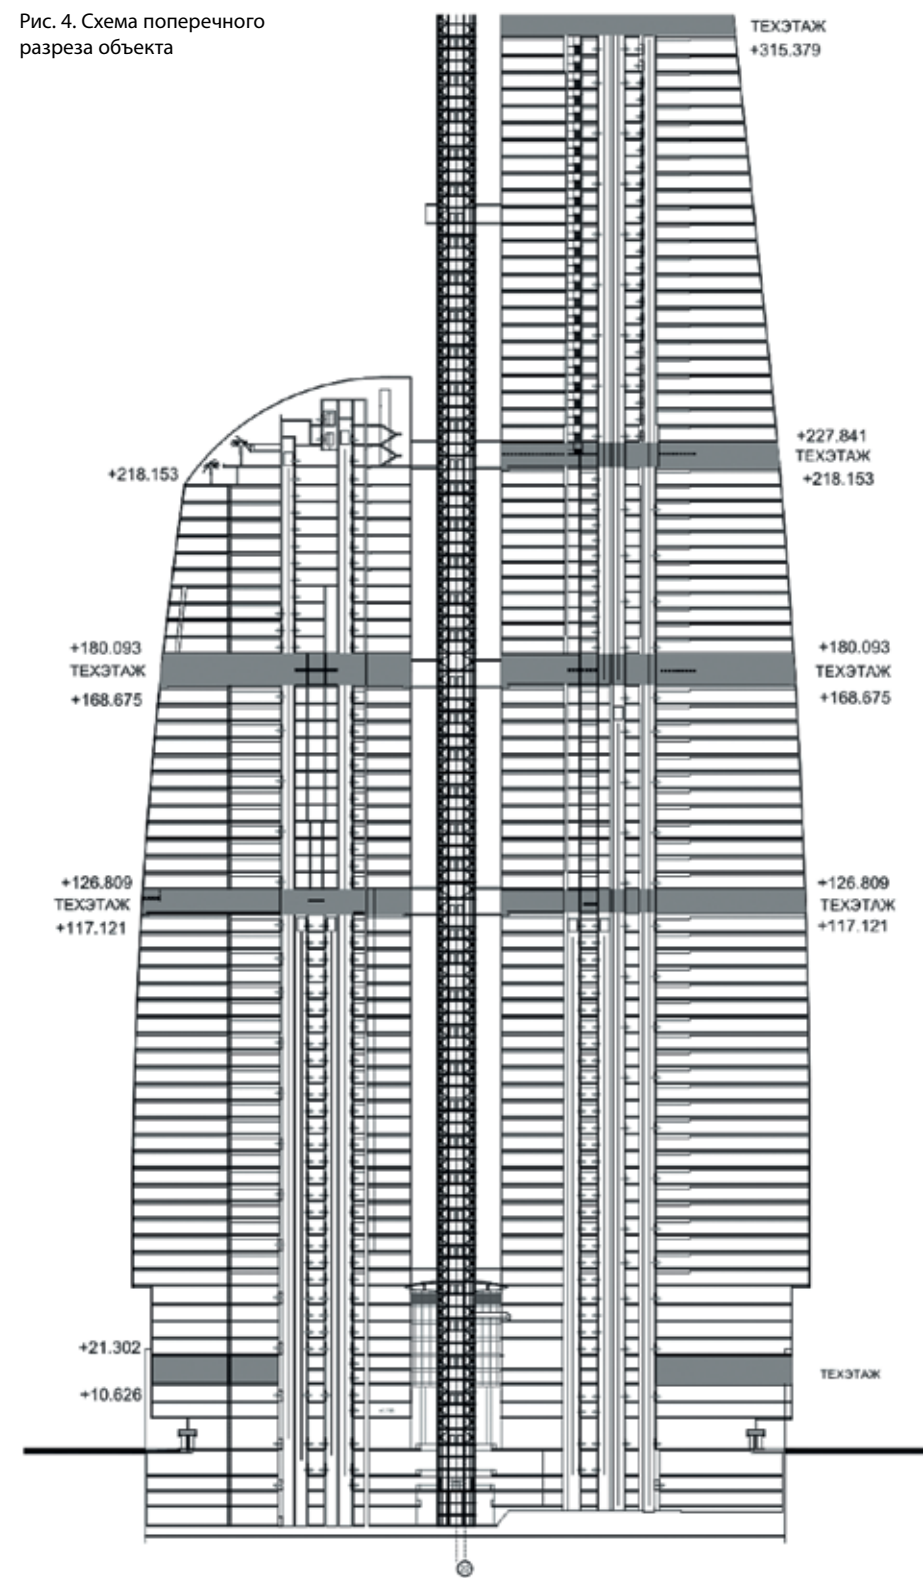 Рис. 4. Схема поперечного
разреза объекта
ТЕХЭТАЖ
+315.379
+227.841
ТЕХЭТАЖ
+218.153
+218.153
+180.093
ТЕХЭТАЖ
+168.675
+180.093
ТЕХЭТАЖ
+168.675
+126.809
ТЕХЭТАЖ
+117.121
+126.809
ТЕХЭТАЖ
+117.121
+21.302
+10.626
ТЕХЭТАЖ